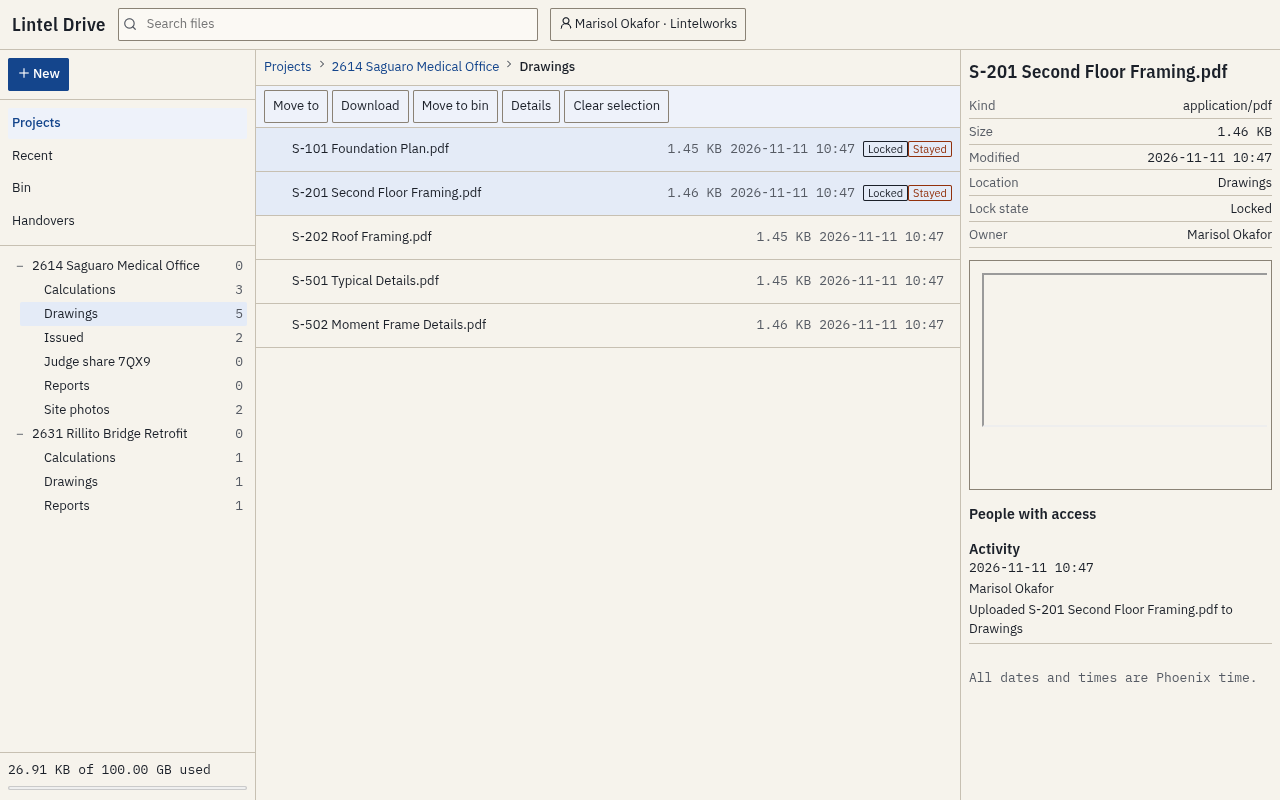 Lintel Drive
Search files
Marisol Okafor · Lintelworks
New
Projects
Recent
Bin
Handovers
2614 Saguaro Medical Office 0
Calculations 3
Drawings 5
Issued 2
Judge share 7QX9 0
Reports 0
Site photos 2
2631 Rillito Bridge Retrofit 0
Calculations 1
Drawings 1
Reports 1
26.91 KB of 100.00 GB used
Projects > 2614 Saguaro Medical Office > Drawings
Move to Download Move to bin Details Clear selection
S-101 Foundation Plan.pdf 1.45 KB 2026-11-11 10:47 Locked Stayed
S-201 Second Floor Framing.pdf 1.46 KB 2026-11-11 10:47 Locked Stayed
S-202 Roof Framing.pdf 1.45 KB 2026-11-11 10:47
S-501 Typical Details.pdf 1.45 KB 2026-11-11 10:47
S-502 Moment Frame Details.pdf 1.46 KB 2026-11-11 10:47
S-201 Second Floor Framing.pdf
Kind application/pdf
Size 1.46 KB
Modified 2026-11-11 10:47
Location Drawings
Lock state Locked
Owner Marisol Okafor
People with access
Activity
2026-11-11 10:47
Marisol Okafor
Uploaded S-201 Second Floor Framing.pdf to
Drawings
All dates and times are Phoenix time.